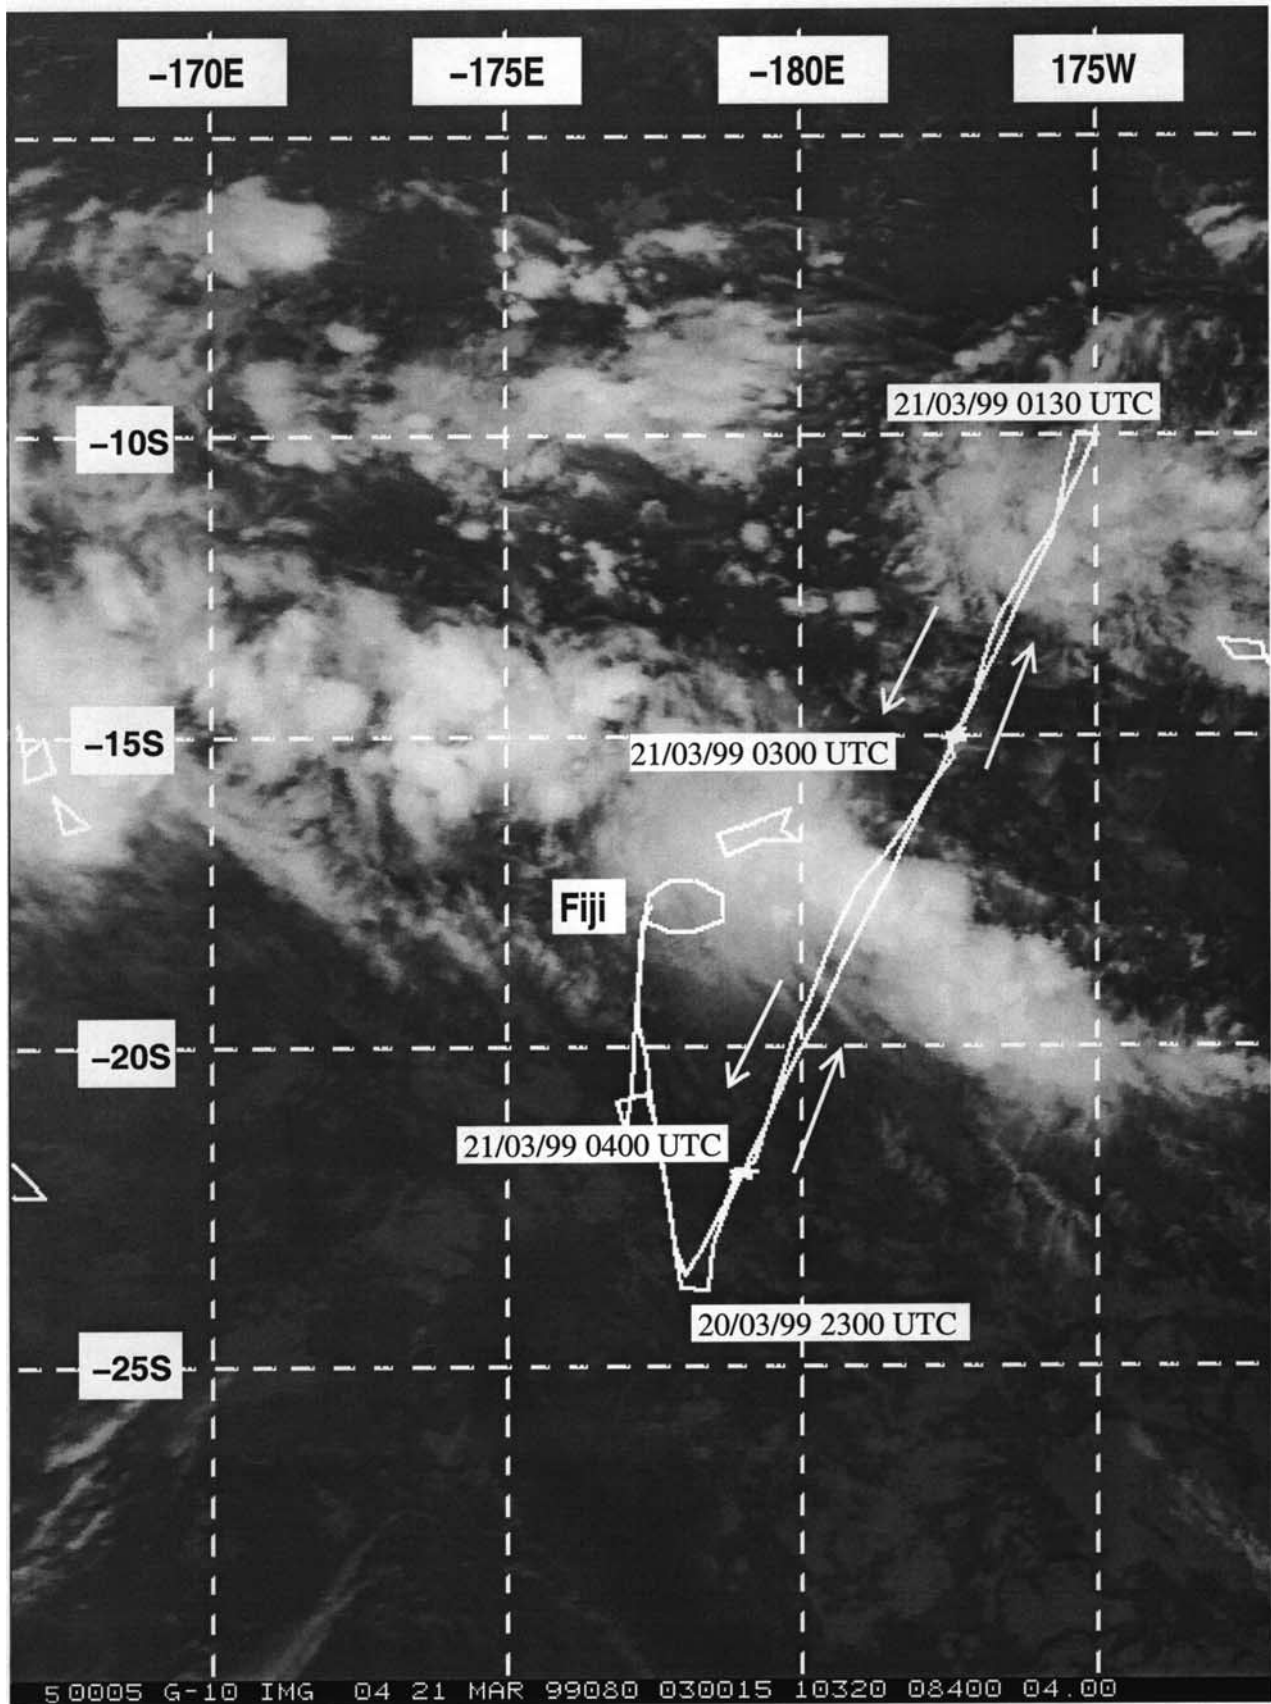 –170E –175E –180E 175W
21/03/99 0130 UTC
–10S
–15S
21/03/99 0300 UTC
Fiji
–20S
21/03/99 0400 UTC
20/03/99 2300 UTC
–25S
5 0005 G-10 IMG 04 21 MAR 99080 030015 10320 08400 04.00